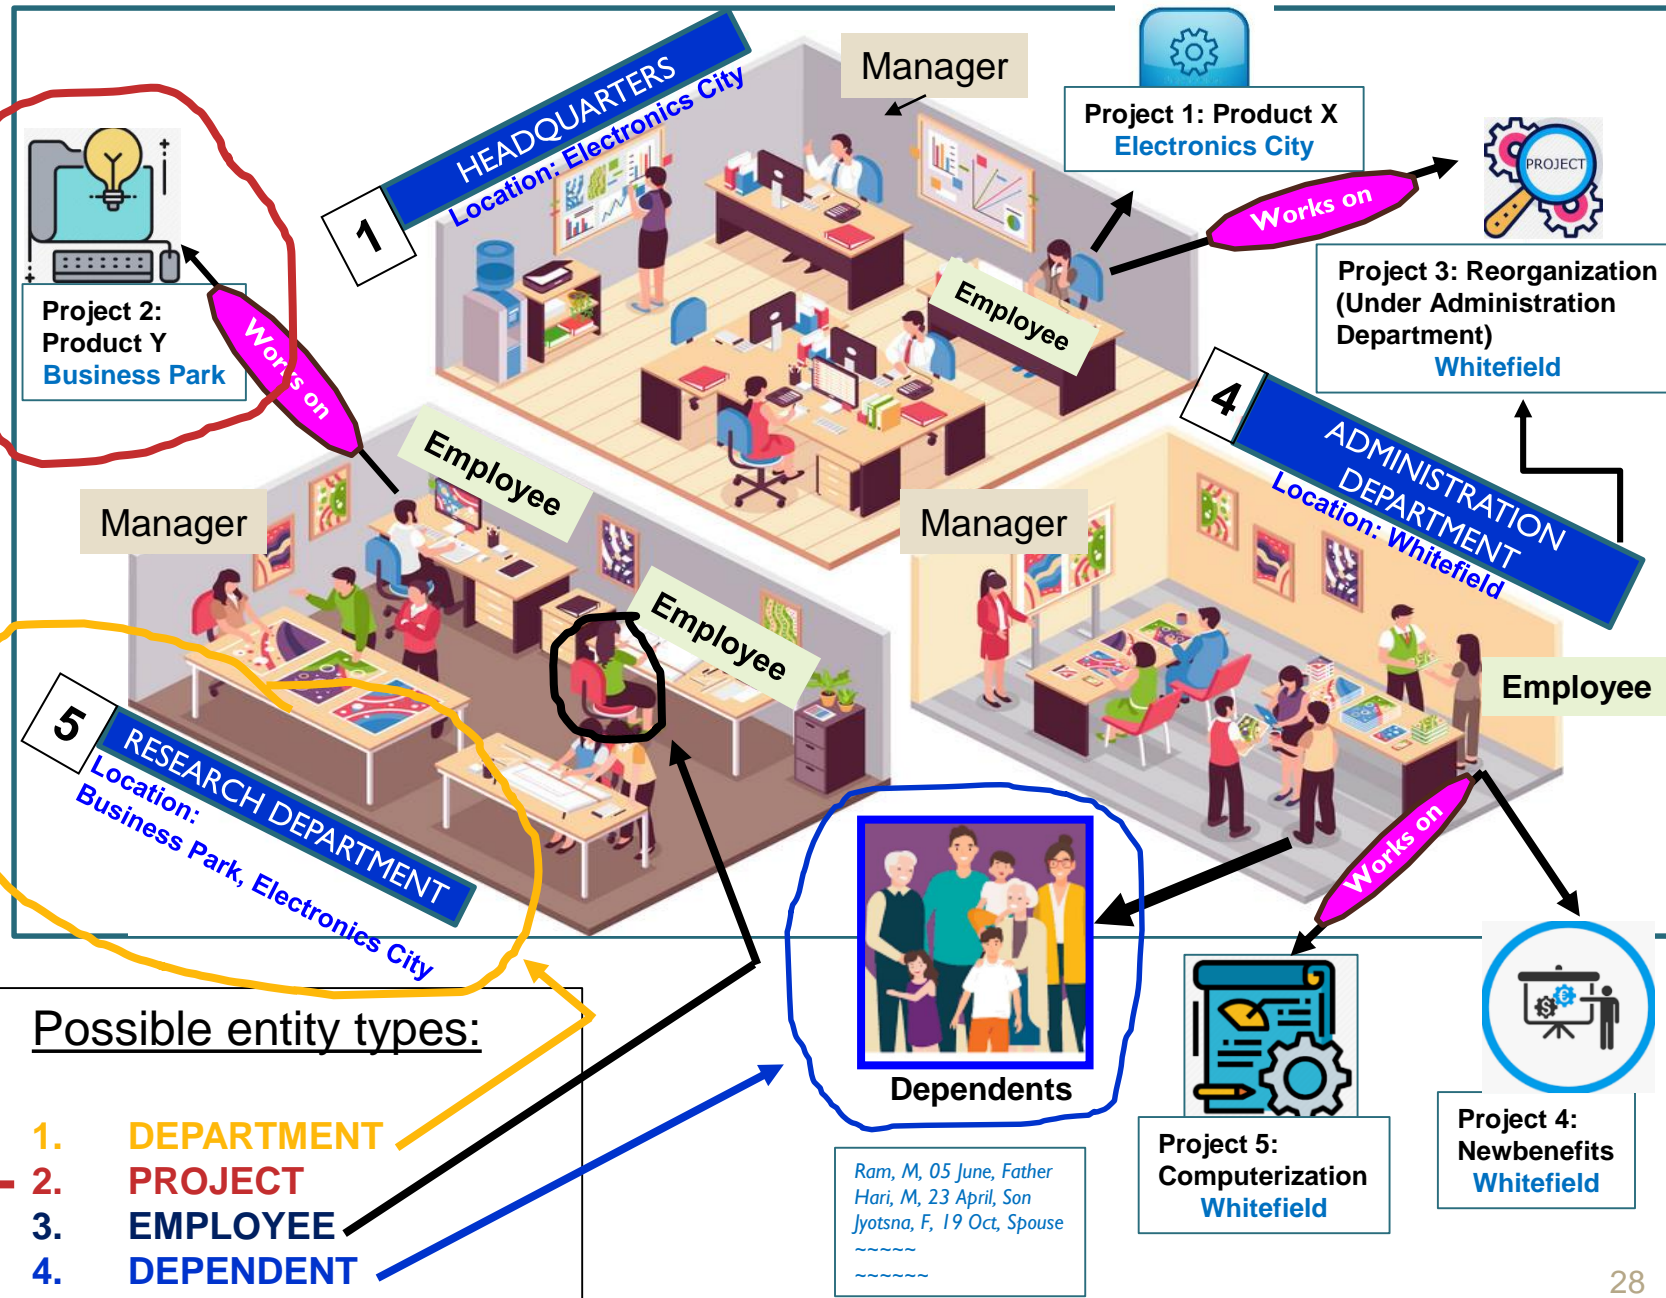 Manager
HEADQUARTERS
Location: Electronics City
1
Project 1: Product X
Electronics City
PROJECT
Works on
Project 3: Reorganization
(Under Administration
Department)
Whitefield
Project 2:
Product Y
Business Park
Works on
Employee
Employee
4
ADMINISTRATION
DEPARTMENT
Location: Whitefield
Manager
Manager
Employee
Employee
5
RESEARCH DEPARTMENT
Location:
Business Park, Electronics City
Works on
Possible entity types:
1. DEPARTMENT
2. PROJECT
3. EMPLOYEE
4. DEPENDENT
Dependents
Ram, M, 05 June, Father
Hari, M, 23 April, Son
Jyotsna, F, 19 Oct, Spouse
~~~~~
~~~~~~
Project 5:
Computerization
Whitefield
Project 4:
Newbenefits
Whitefield
28